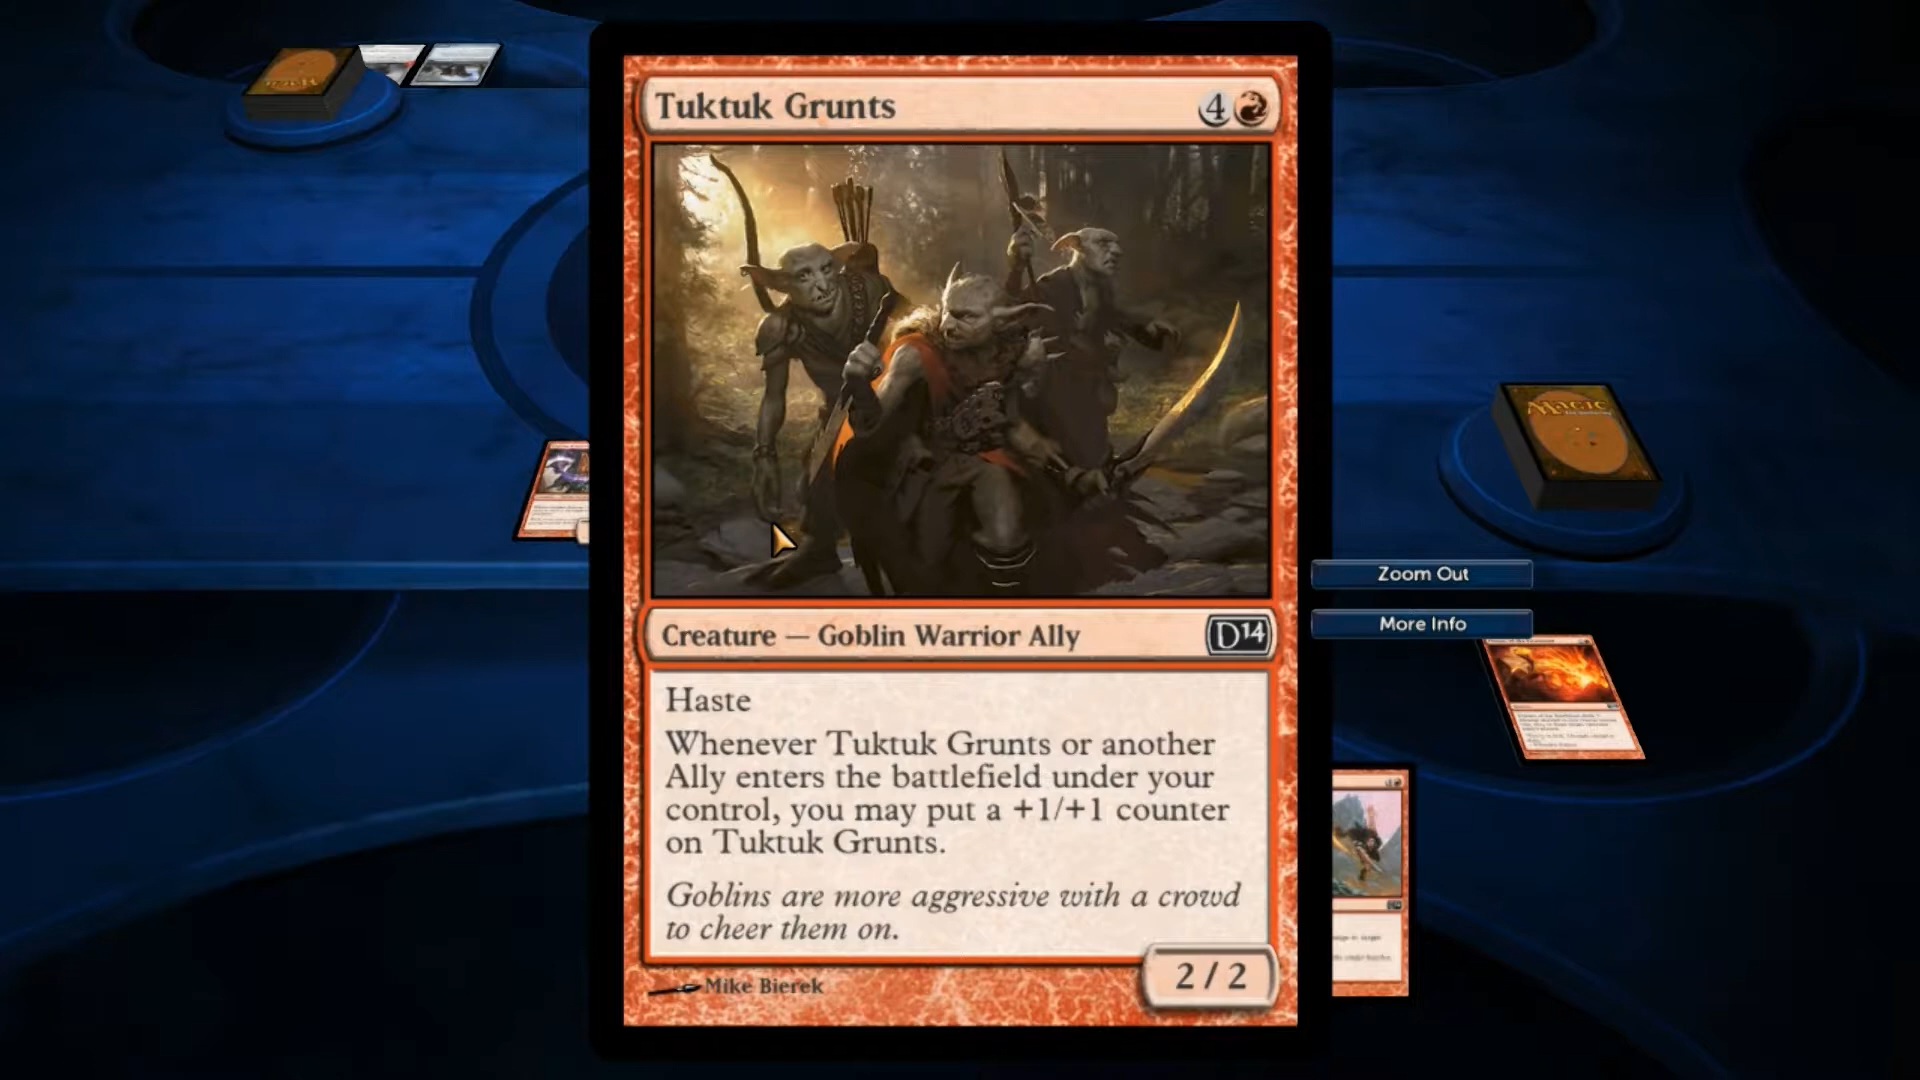 Tuktuk Grunts
4
Creature — Goblin Warrior Ally
D14
Haste
Whenever Tuktuk Grunts or another
Ally enters the battlefield under your
control, you may put a +1/+1 counter
on Tuktuk Grunts.
Goblins are more aggressive with a crowd
to cheer them on.
Mike Bierek
2 / 2
MAGIC
Zoom Out
More Info